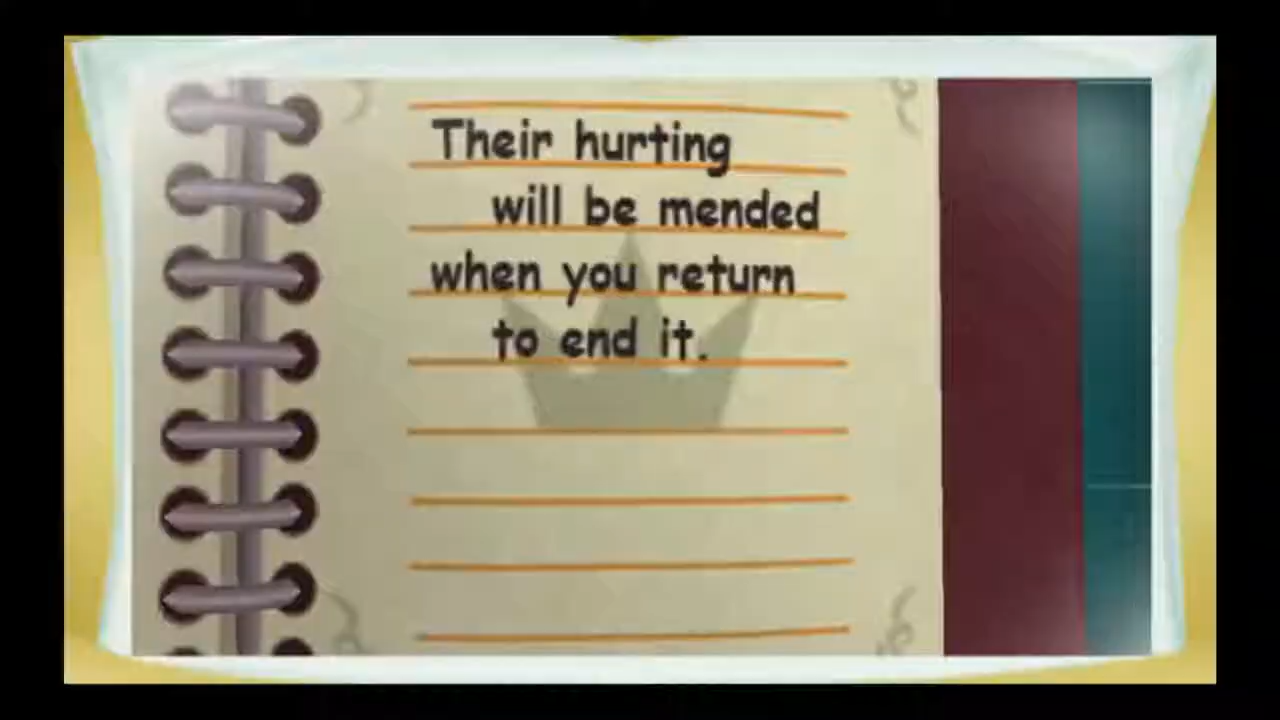 Their hurting
will be mended
when you return
to end it.